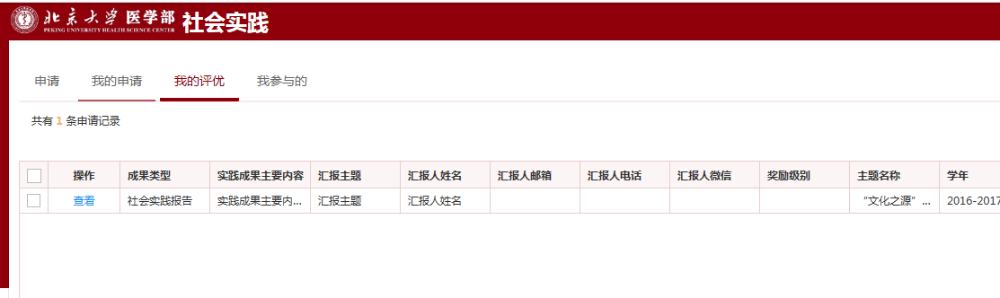 北京大学 医学部 社会实践
PEKING UNIVERSITY HEALTH SCIENCE CENTER
申请 我的申请 我的评优 我参与的
共有 1 条申请记录
操作 成果类型 实践成果主要内容 汇报主题 汇报人姓名 汇报人邮箱 汇报人电话 汇报人微信 奖励级别 主题名称 学年
查看 社会实践报告 实践成果主要内... 汇报主题 汇报人姓名 “文化之源”... 2016-2017